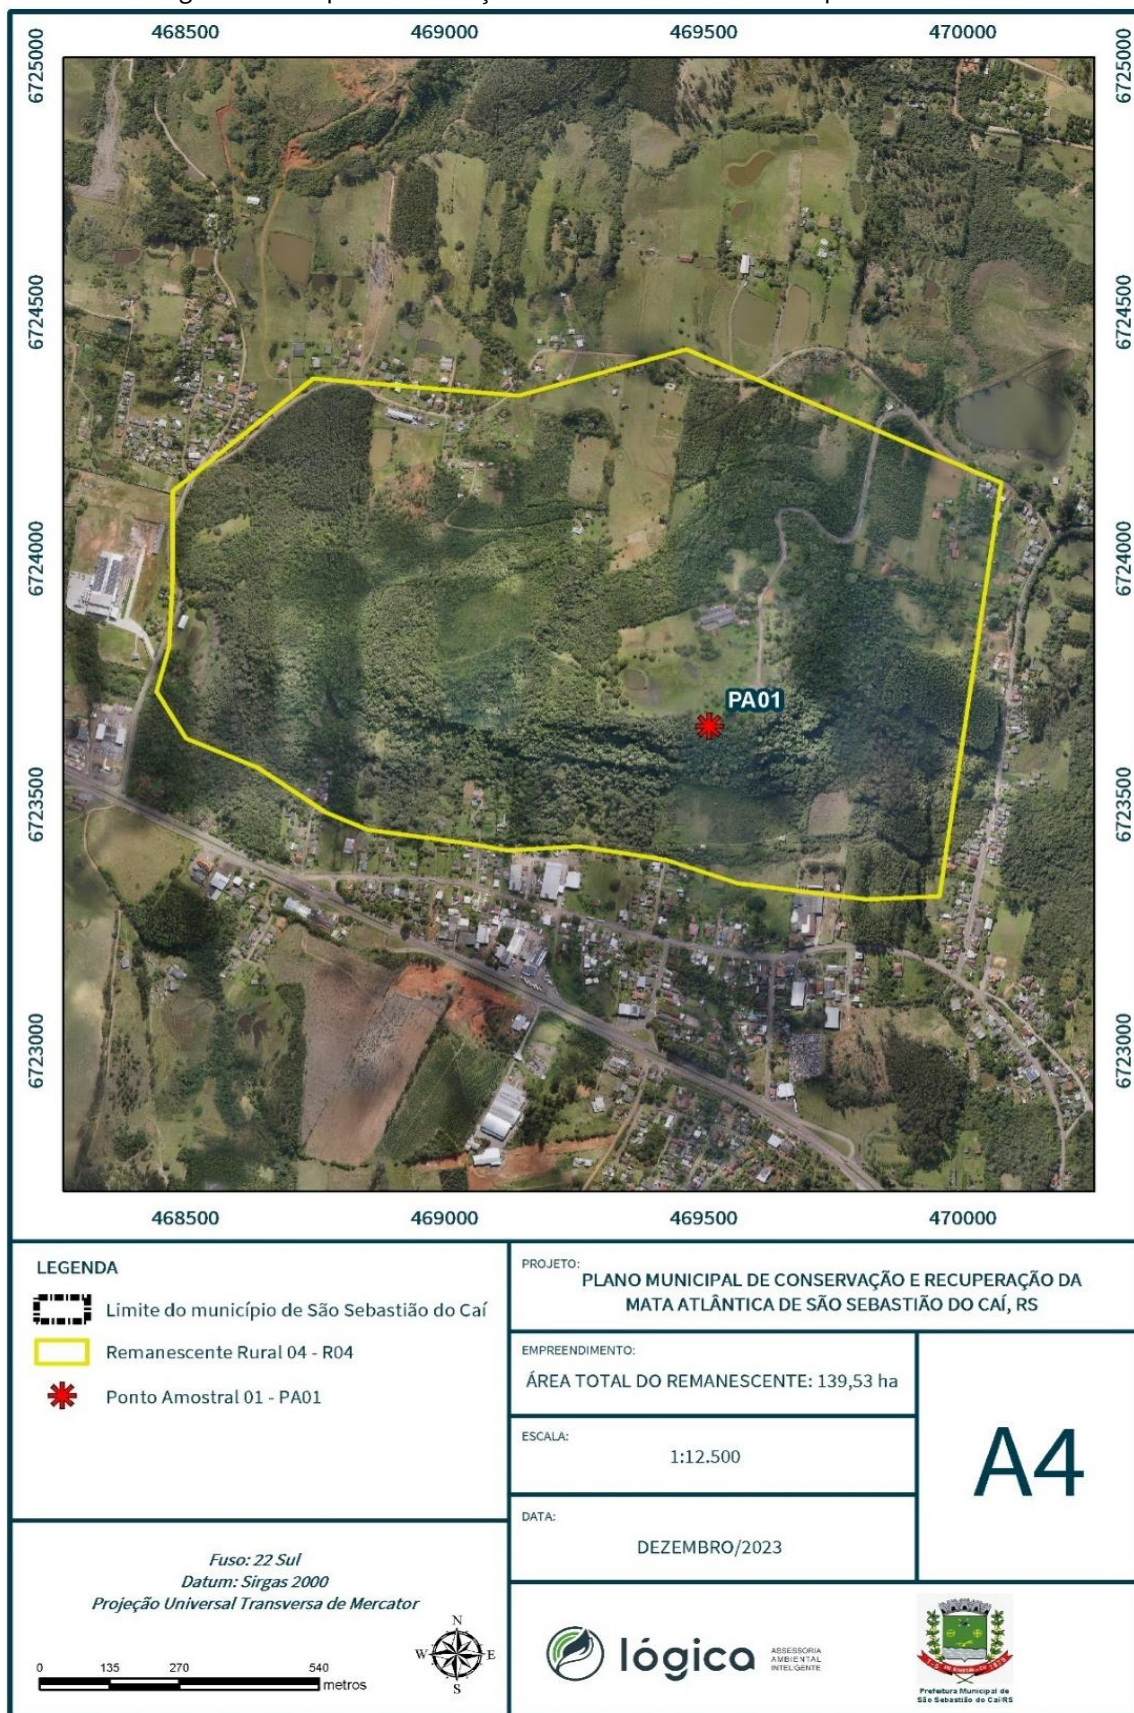 468500 469000 469500 470000
6725000 6725000
6724500 6724500
6724000 6724000
PA01
6723500 6723500
6723000 6723000
468500 469000 469500 470000
LEGENDA
Limite do município de São Sebastião do Caí
Remanescente Rural 04 - R04
Ponto Amostral 01 - PA01
PROJETO:
PLANO MUNICIPAL DE CONSERVAÇÃO E RECUPERAÇÃO DA
MATA ATLÂNTICA DE SÃO SEBASTIÃO DO CAÍ, RS
EMPREENDIMENTO:
ÁREA TOTAL DO REMANESCENTE: 139,53 ha
ESCALA:
1:12.500
DATA:
DEZEMBRO/2023
A4
Fuso: 22 Sul
Datum: Sirgas 2000
Projeção Universal Transversa de Mercator
N
W E
S
0 135 270 540
metros
lógica
ASSESSORIA
AMBIENTAL
INTELIGENTE
Prefeitura Municipal de
São Sebastião do Caí/RS